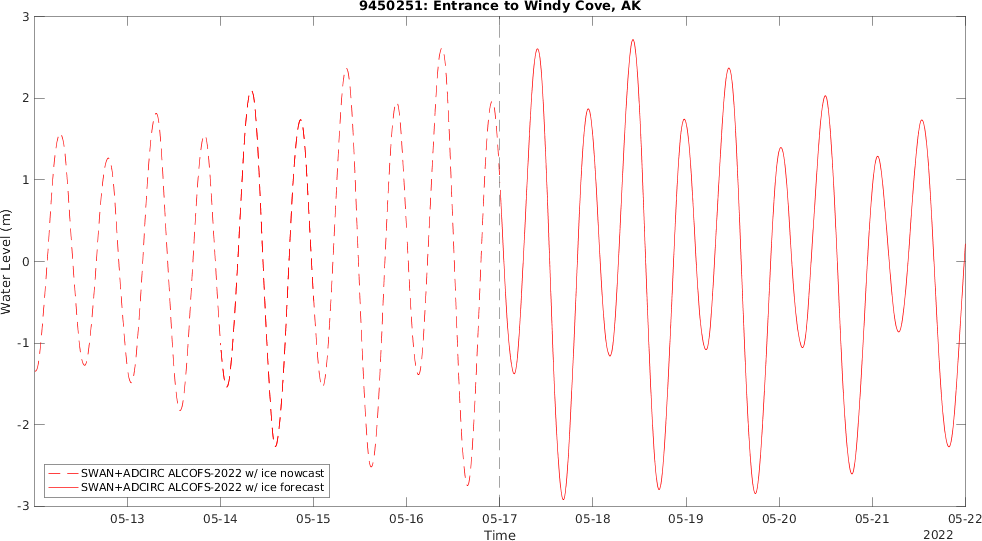 9450251: Entrance to Windy Cove, AK
3
2
1
0
-1
-2
-3
Water Level (m)
SWAN+ADCIRC ALCOFS-2022 w/ ice nowcast
SWAN+ADCIRC ALCOFS-2022 w/ ice forecast
05-13 05-14 05-15 05-16 05-17 05-18 05-19 05-20 05-21 05-22
Time
2022